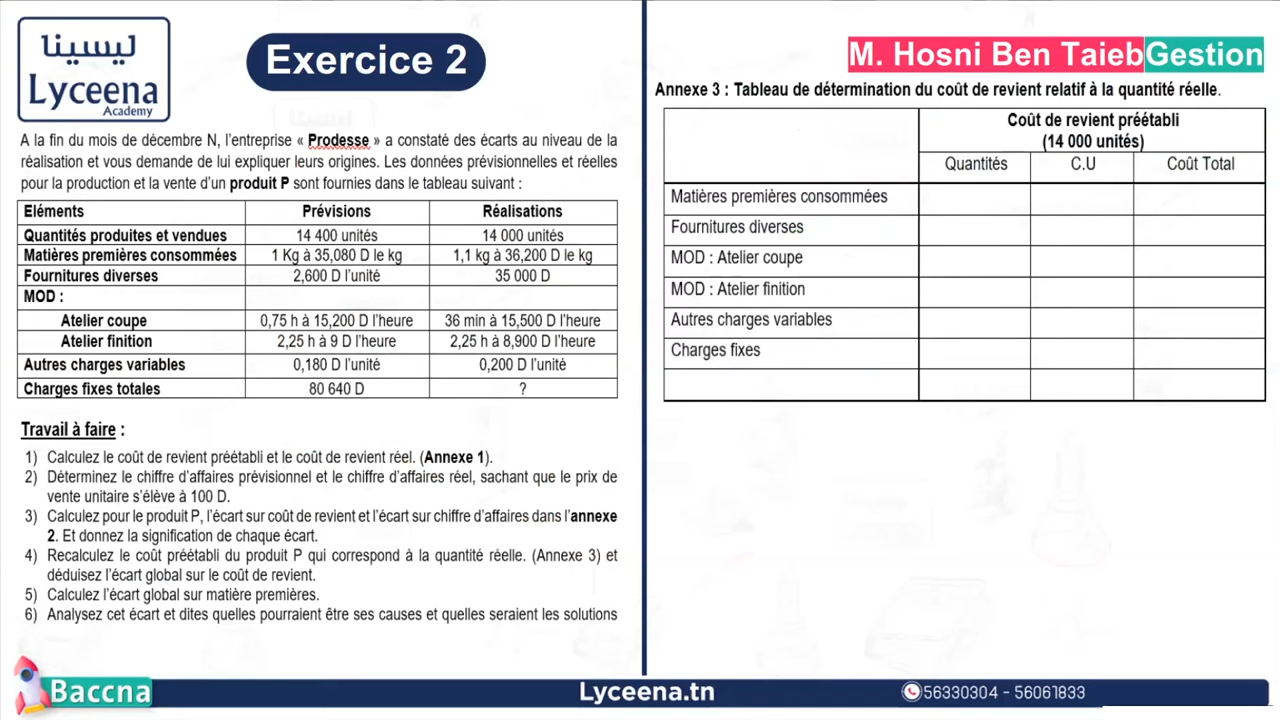 ليسينا
Lyceena
Academy
Exercice 2
M. Hosni Ben TaiebGestion
A la fin du mois de décembre N, l'entreprise « Prodesse » a constaté des écarts au niveau de la
réalisation et vous demande de lui expliquer leurs origines. Les données prévisionnelles et réelles
pour la production et la vente d'un produit P sont fournies dans le tableau suivant :
Eléments Prévisions Réalisations
Quantités produites et vendues 14 400 unités 14 000 unités
Matières premières consommées 1 Kg à 35,080 D le kg 1,1 kg à 36,200 D le kg
Fournitures diverses 2,600 D l'unité 35 000 D
MOD :
Atelier coupe 0,75 h à 15,200 D l'heure 36 min à 15,500 D l'heure
Atelier finition 2,25 h à 9 D l'heure 2,25 h à 8,900 D l'heure
Autres charges variables 0,180 D l'unité 0,200 D l'unité
Charges fixes totales 80 640 D ?
Travail à faire :
1) Calculez le coût de revient préétabli et le coût de revient réel. (Annexe 1).
2) Déterminez le chiffre d'affaires prévisionnel et le chiffre d'affaires réel, sachant que le prix de
vente unitaire s'élève à 100 D.
3) Calculez pour le produit P, l'écart sur coût de revient et l'écart sur chiffre d'affaires dans l'annexe
2. Et donnez la signification de chaque écart.
4) Recalculez le coût préétabli du produit P qui correspond à la quantité réelle. (Annexe 3) et
déduisez l'écart global sur le coût de revient.
5) Calculez l'écart global sur matière premières.
6) Analysez cet écart et dites quelles pourraient être ses causes et quelles seraient les solutions
Annexe 3 : Tableau de détermination du coût de revient relatif à la quantité réelle.
Coût de revient préétabli
(14 000 unités)
Quantités C.U Coût Total
Matières premières consommées
Fournitures diverses
MOD : Atelier coupe
MOD : Atelier finition
Autres charges variables
Charges fixes
Baccna
Lyceena.tn
56330304 - 56061833